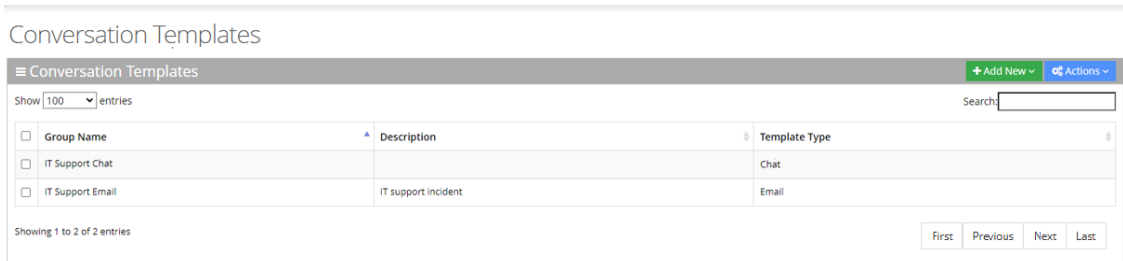 Conversation Templates
Conversation Templates
Add New
Actions
Show 100 entries
Search:
Group Name Description Template Type
IT Support Chat Chat
IT Support Email IT support incident Email
Showing 1 to 2 of 2 entries
First Previous Next Last